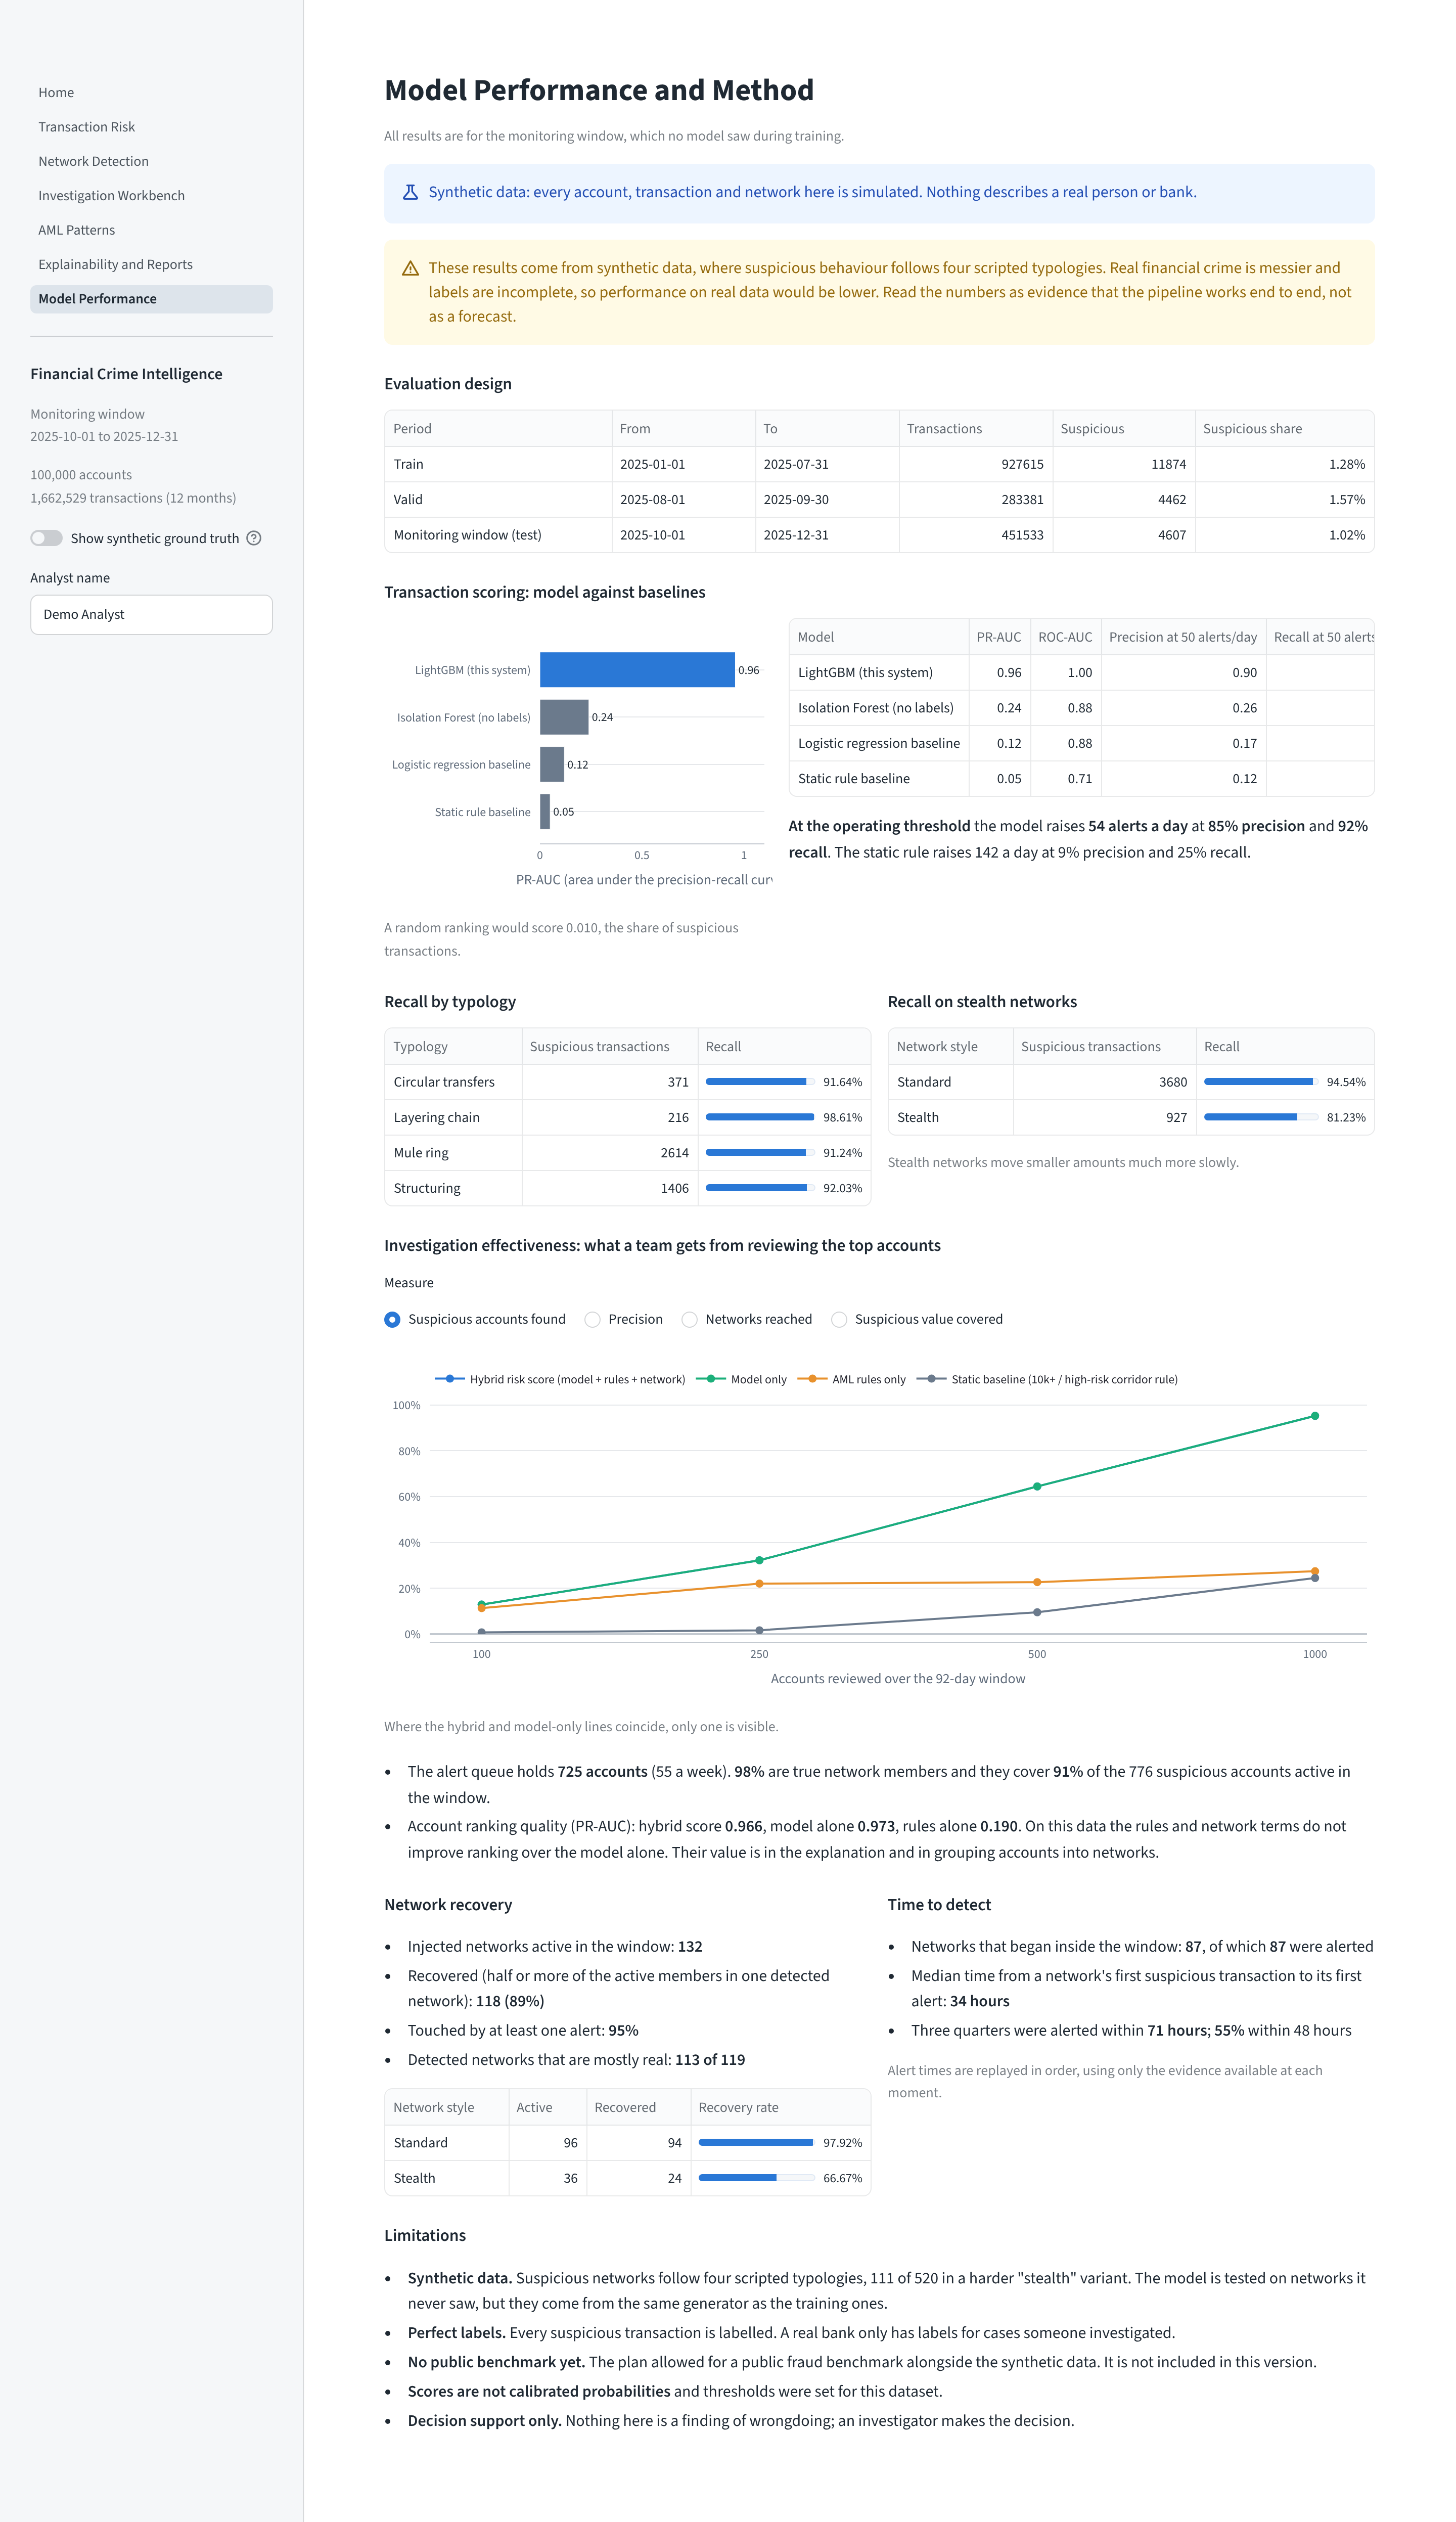 Home
Transaction Risk
Network Detection
Investigation Workbench
AML Patterns
Explainability and Reports
Model Performance
Financial Crime Intelligence
Monitoring window
2025-10-01 to 2025-12-31
100,000 accounts
1,662,529 transactions (12 months)
Show synthetic ground truth
Analyst name
Demo Analyst
Model Performance and Method
All results are for the monitoring window, which no model saw during training.
Synthetic data: every account, transaction and network here is simulated. Nothing describes a real person or bank.
These results come from synthetic data, where suspicious behaviour follows four scripted typologies. Real financial crime is messier and
labels are incomplete, so performance on real data would be lower. Read the numbers as evidence that the pipeline works end to end, not
as a forecast.
Evaluation design
Period From To Transactions Suspicious Suspicious share
Train 2025-01-01 2025-07-31 927615 11874 1.28%
Valid 2025-08-01 2025-09-30 283381 4462 1.57%
Monitoring window (test) 2025-10-01 2025-12-31 451533 4607 1.02%
Transaction scoring: model against baselines
LightGBM (this system) 0.96
Isolation Forest (no labels) 0.24
Logistic regression baseline 0.12
Static rule baseline 0.05
0 0.5 1
PR-AUC (area under the precision-recall cur
A random ranking would score 0.010, the share of suspicious
transactions.
Model PR-AUC ROC-AUC Precision at 50 alerts/day Recall at 50 alerts
LightGBM (this system) 0.96 1.00 0.90
Isolation Forest (no labels) 0.24 0.88 0.26
Logistic regression baseline 0.12 0.88 0.17
Static rule baseline 0.05 0.71 0.12
At the operating threshold the model raises 54 alerts a day at 85% precision and 92%
recall. The static rule raises 142 a day at 9% precision and 25% recall.
Recall by typology
Typology Suspicious transactions Recall
Circular transfers 371 91.64%
Layering chain 216 98.61%
Mule ring 2614 91.24%
Structuring 1406 92.03%
Recall on stealth networks
Network style Suspicious transactions Recall
Standard 3680 94.54%
Stealth 927 81.23%
Stealth networks move smaller amounts much more slowly.
Investigation effectiveness: what a team gets from reviewing the top accounts
Measure
Suspicious accounts found Precision Networks reached Suspicious value covered
Hybrid risk score (model + rules + network) Model only AML rules only Static baseline (10k+ / high-risk corridor rule)
100%
80%
60%
40%
20%
0%
100 250 500 1000
Accounts reviewed over the 92-day window
Where the hybrid and model-only lines coincide, only one is visible.
• The alert queue holds 725 accounts (55 a week). 98% are true network members and they cover 91% of the 776 suspicious accounts active in
the window.
• Account ranking quality (PR-AUC): hybrid score 0.966, model alone 0.973, rules alone 0.190. On this data the rules and network terms do not
improve ranking over the model alone. Their value is in the explanation and in grouping accounts into networks.
Network recovery
• Injected networks active in the window: 132
• Recovered (half or more of the active members in one detected
network): 118 (89%)
• Touched by at least one alert: 95%
• Detected networks that are mostly real: 113 of 119
Network style Active Recovered Recovery rate
Standard 96 94 97.92%
Stealth 36 24 66.67%
Time to detect
• Networks that began inside the window: 87, of which 87 were alerted
• Median time from a network's first suspicious transaction to its first
alert: 34 hours
• Three quarters were alerted within 71 hours; 55% within 48 hours
Alert times are replayed in order, using only the evidence available at each
moment.
Limitations
• Synthetic data. Suspicious networks follow four scripted typologies, 111 of 520 in a harder "stealth" variant. The model is tested on networks it
never saw, but they come from the same generator as the training ones.
• Perfect labels. Every suspicious transaction is labelled. A real bank only has labels for cases someone investigated.
• No public benchmark yet. The plan allowed for a public fraud benchmark alongside the synthetic data. It is not included in this version.
• Scores are not calibrated probabilities and thresholds were set for this dataset.
• Decision support only. Nothing here is a finding of wrongdoing; an investigator makes the decision.